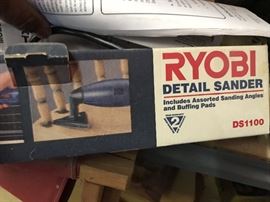 RYOBI
DETAIL SANDER
Includes Assorted Sanding Angles
and Buffing Pads
2
DS1100